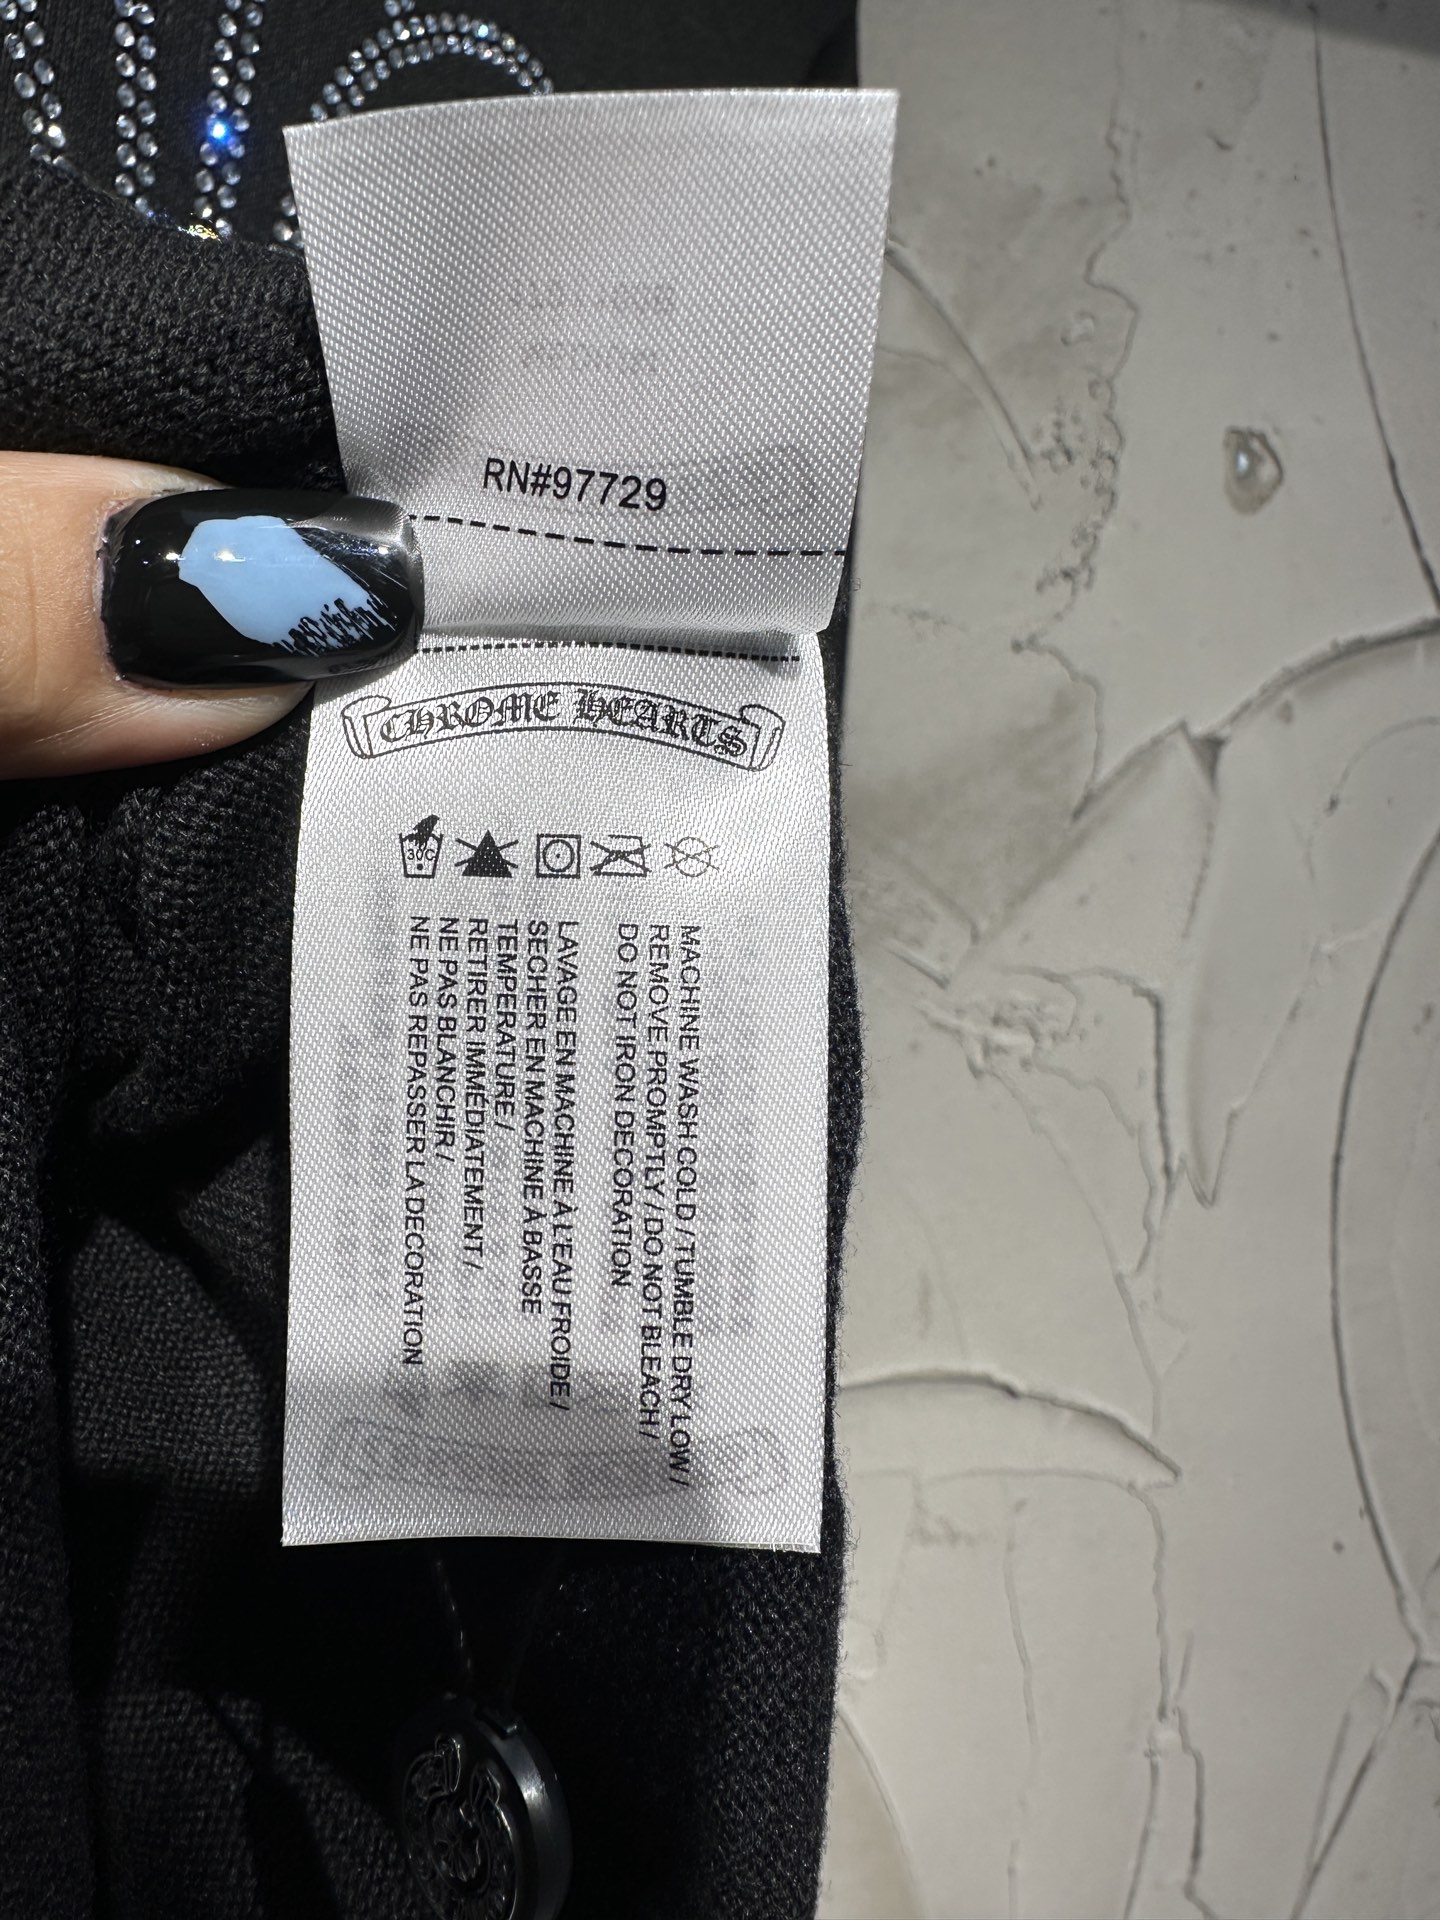 RN#97729
CHROME HEARTS
30C
MACHINE WASH COLD / TUMBLE DRY LOW /
REMOVE PROMPTLY / DO NOT BLEACH /
DO NOT IRON DECORATION
LAVAGE EN MACHINE À L'EAU FROIDE /
SECHER EN MACHINE À BASSE
TEMPERATURE /
RETIRER IMMÉDIATEMENT /
NE PAS BLANCHIR /
NE PAS REPASSER LA DECORATION